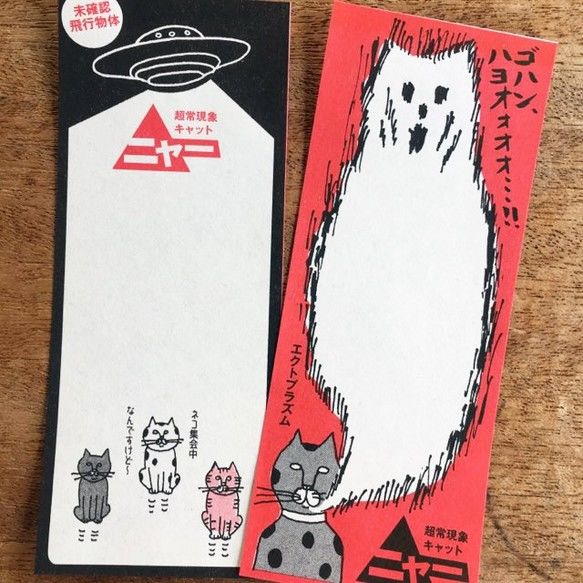 未確認
飛行物体
超常現象
キャット
ニャー
ネコ集会中
なんですけど〜
ゴハン、
ハヨオォォォ…!!
エクトプラズム
超常現象
キャット
ニャー